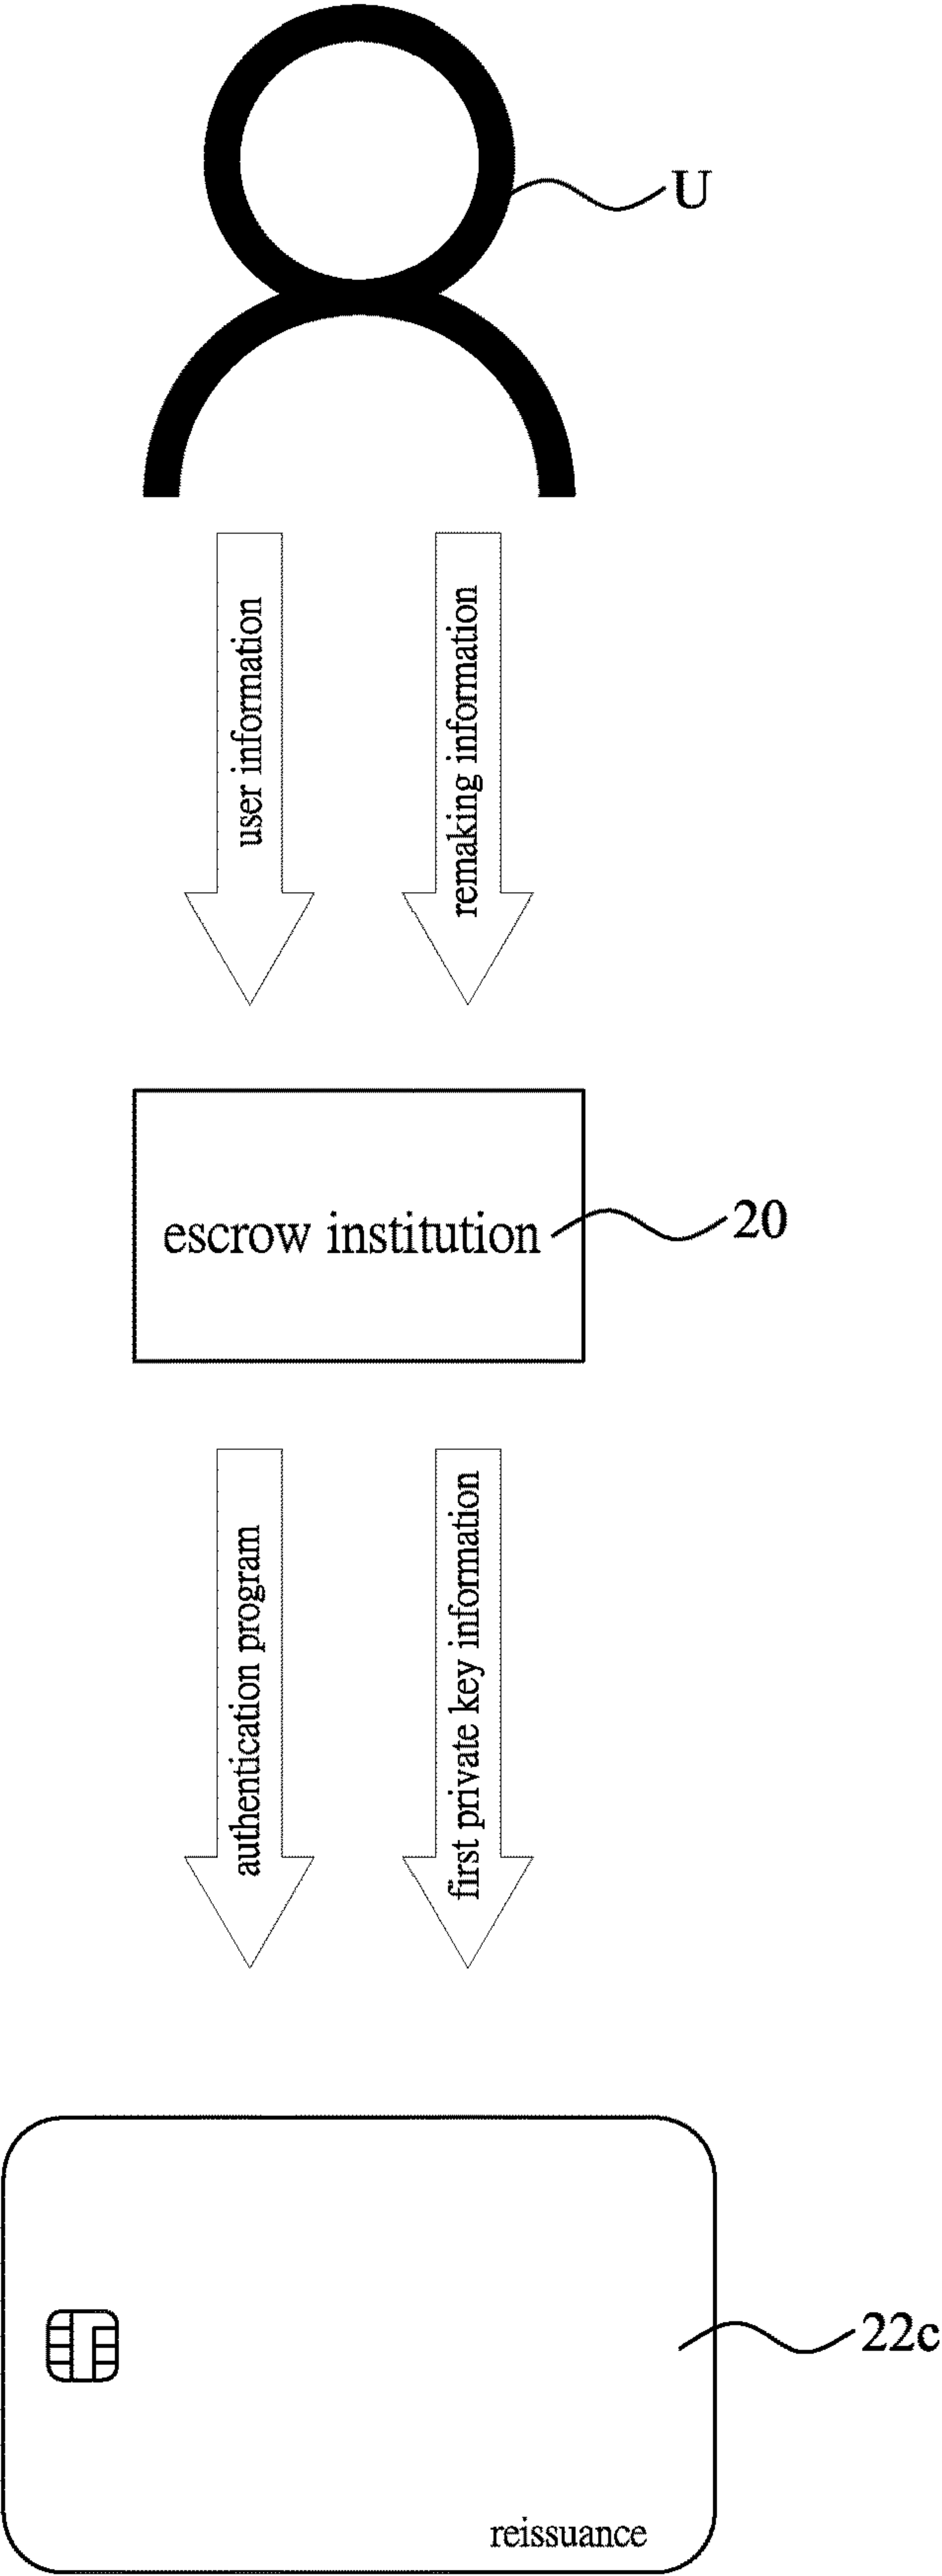 U
user information
remaking information
escrow institution
20
authentication program
first private key information
22c
reissuance